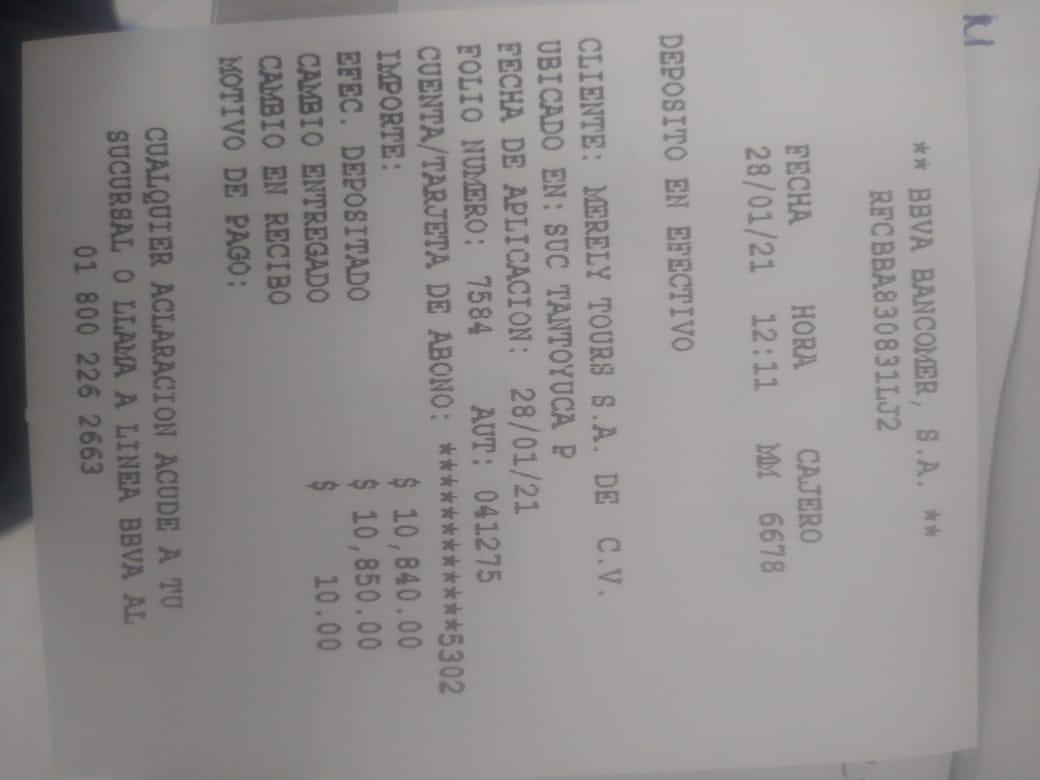 ** BBVA BANCOMER, S.A. **
RFCBBA830831LJ2
FECHA HORA CAJERO
28/01/21 12:11 MM 6678
DEPOSITO EN EFECTIVO
CLIENTE: MERELY TOURS S.A. DE C.V.
UBICADO EN: SUC TANTOYUCA P
FECHA DE APLICACION: 28/01/21
FOLIO NUMERO: 7584 AUT: 041275
CUENTA/TARJETA DE ABONO: ************5302
IMPORTE: $ 10,840.00
EFEC. DEPOSITADO $ 10,850.00
CAMBIO ENTREGADO $ 10.00
CAMBIO EN RECIBO
MOTIVO DE PAGO:
CUALQUIER ACLARACION ACUDE A TU
SUCURSAL O LLAMA A LINEA BBVA AL
01 800 226 2663